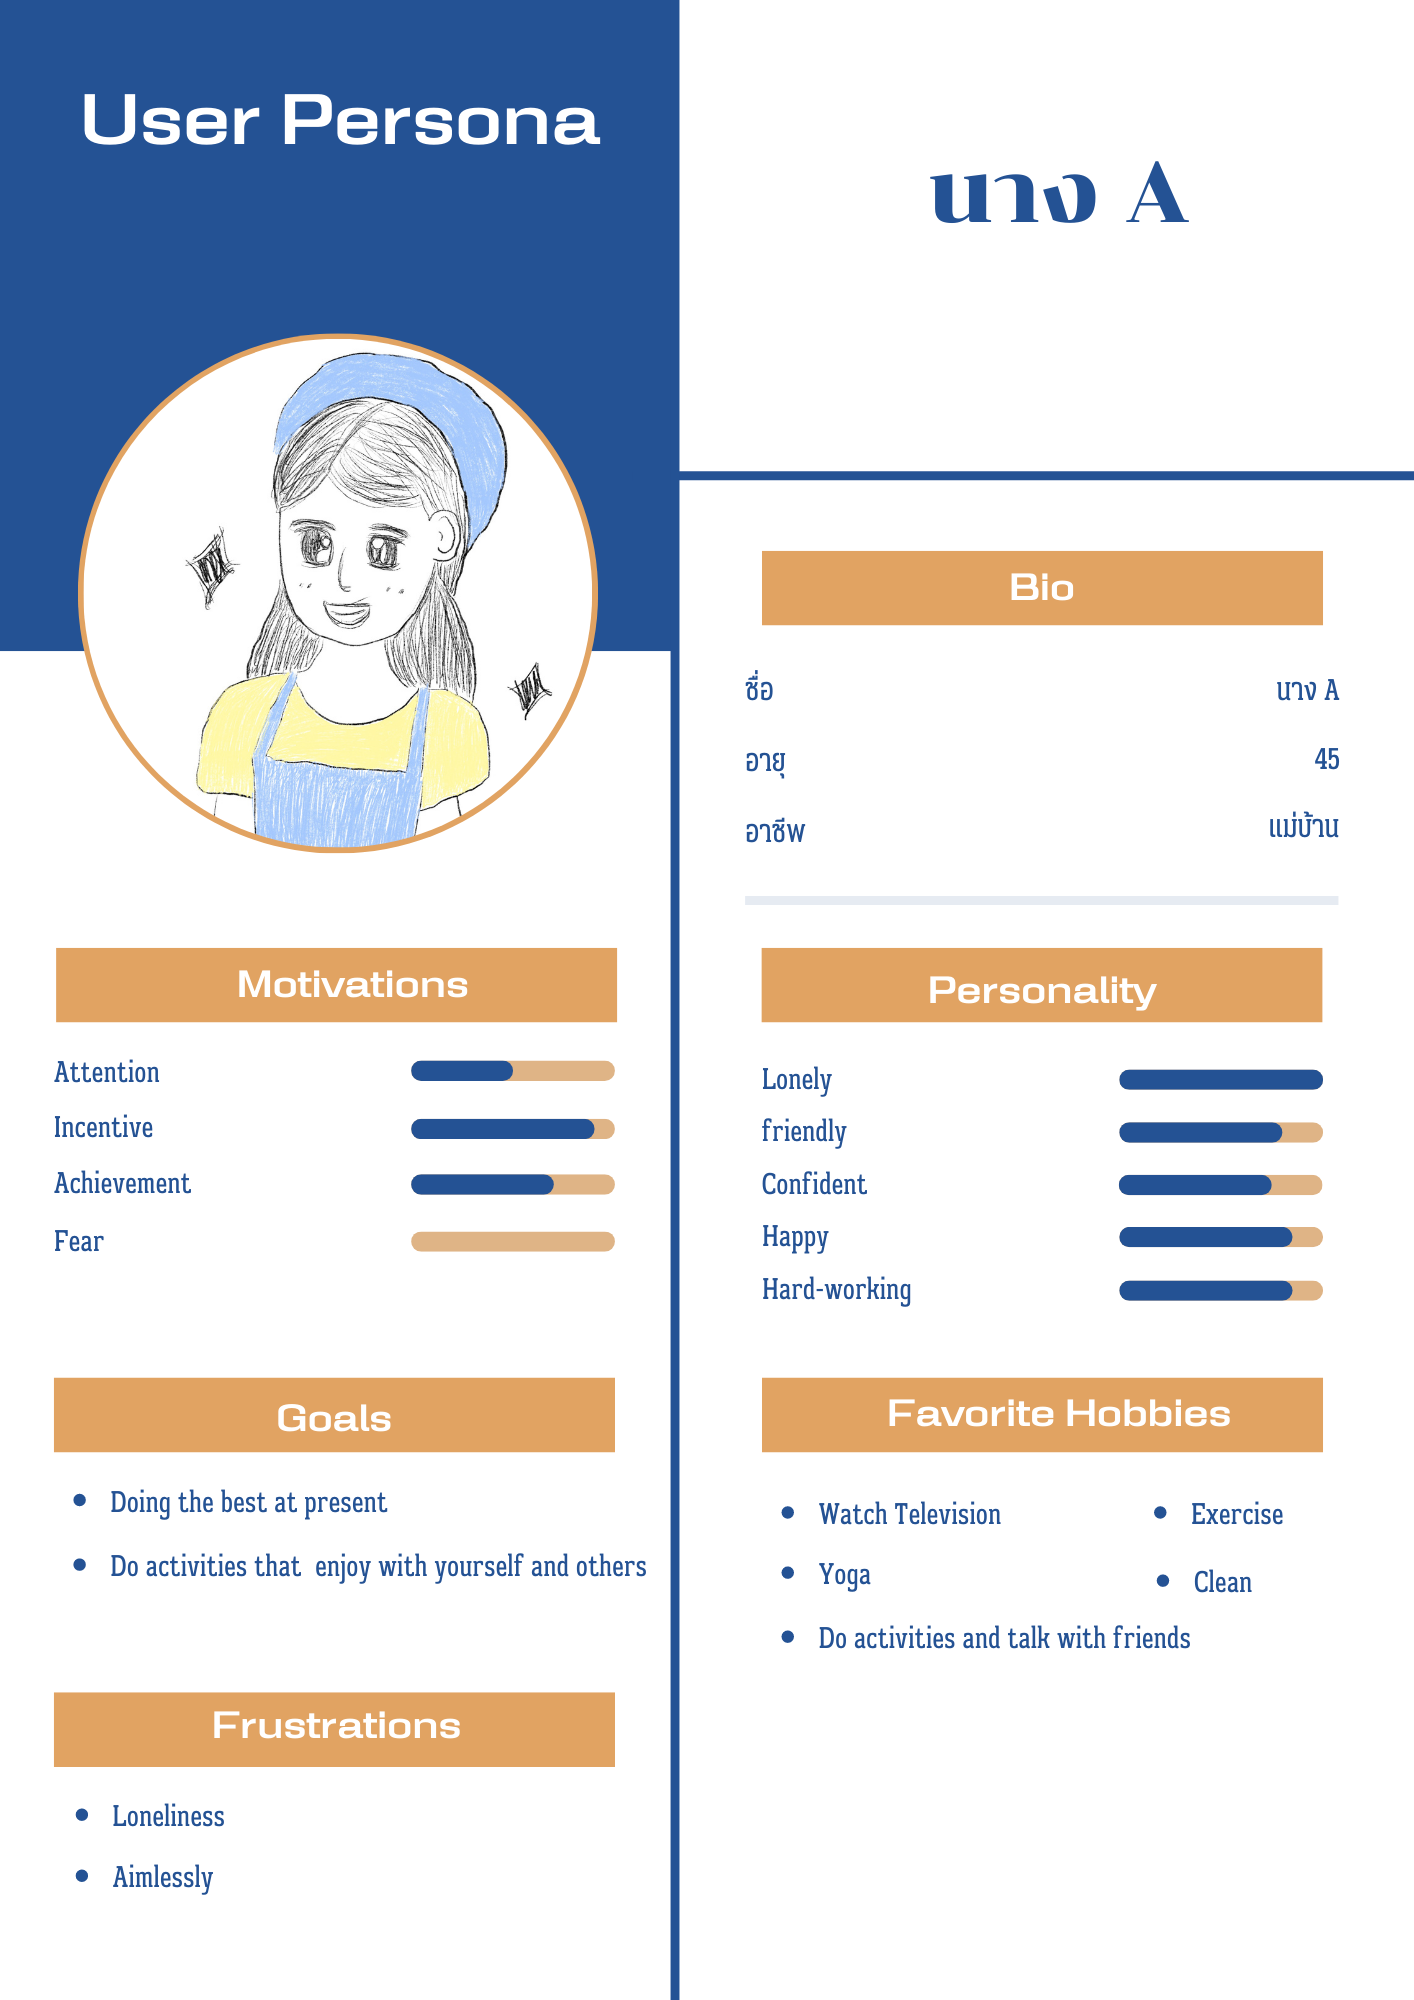 User Persona
นาง A
Bio
ชื่อ นาง A
อายุ 45
อาชีพ แม่บ้าน
Motivations
Attention
Incentive
Achievement
Fear
Personality
Lonely
friendly
Confident
Happy
Hard-working
Goals
Doing the best at present
Do activities that enjoy with yourself and others
Favorite Hobbies
Watch Television
Exercise
Yoga
Clean
Do activities and talk with friends
Frustrations
Loneliness
Aimlessly